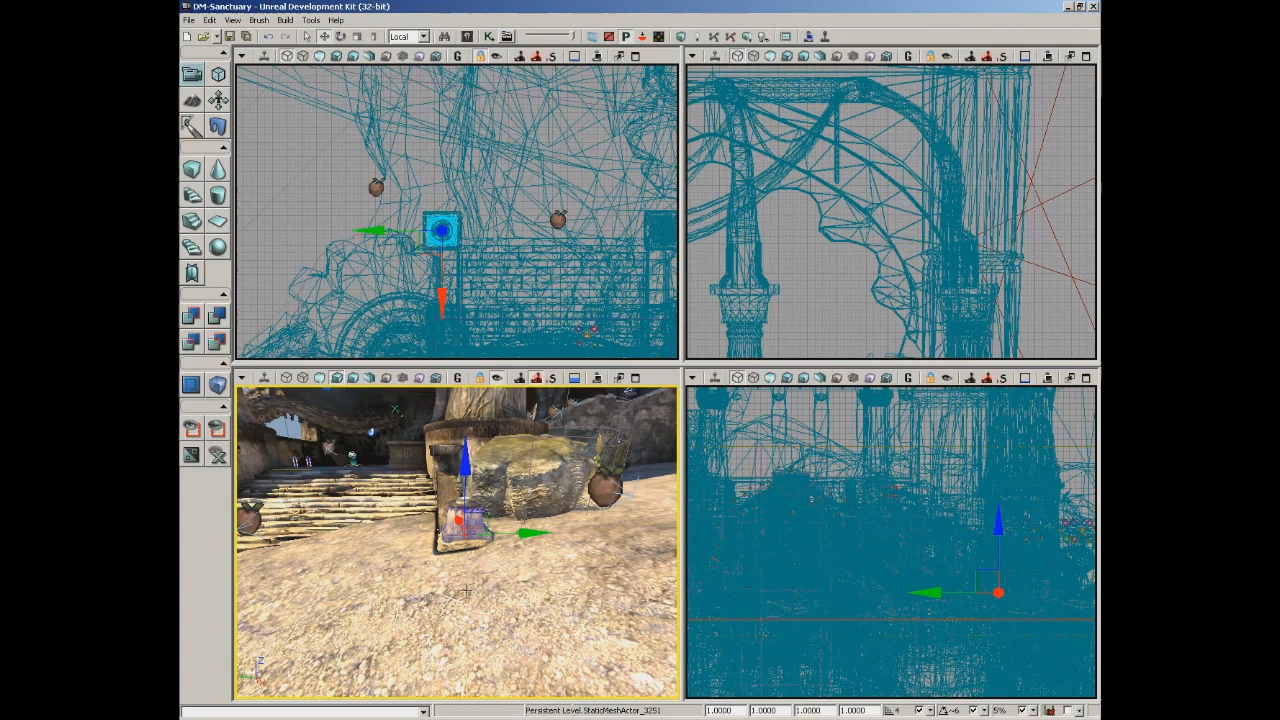 DM-Sanctuary - Unreal Development Kit (32-bit)
File Edit View Brush Build Tools Help
Local
P
K
G
S
G
S
G
S
G
S
Z
Persistent Level.StaticMeshActor_3251
1.0000
1.0000
1.0000
1.0000
4
~6
5%